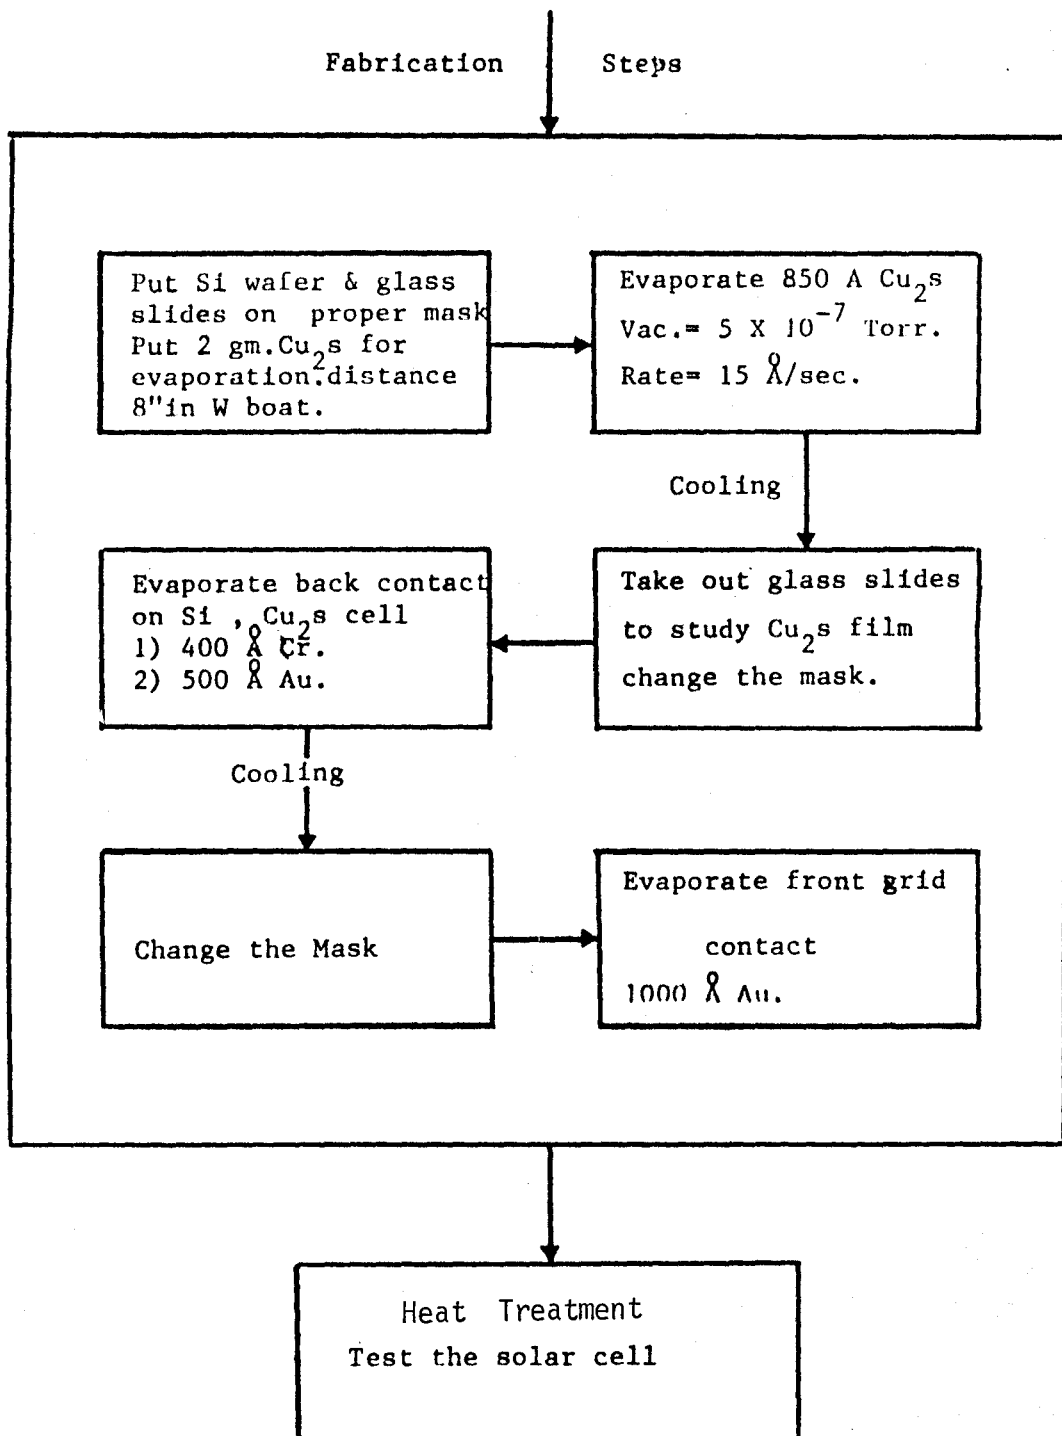 Fabrication Steps
Put Si wafer & glass
slides on proper mask
Put 2 gm.Cu₂s for
evaporation.distance
8"in W boat.
Evaporate 850 A Cu₂s
Vac.= 5 X 10⁻⁷ Torr.
Rate= 15 Å/sec.
Cooling
Take out glass slides
to study Cu₂s film
change the mask.
Evaporate back contact
on Si , Cu₂s cell
1) 400 Å Cr.
2) 500 Å Au.
Cooling
Change the Mask
Evaporate front grid
contact
1000 Å Au.
Heat Treatment
Test the solar cell